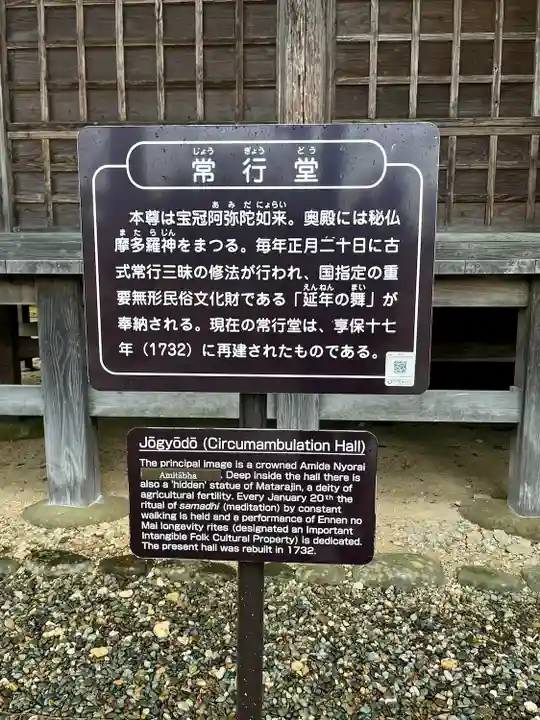 じょう ぎょう どう
常行堂
あみだにょらい
本尊は宝冠阿弥陀如来。奥殿には秘仏
またらじん
摩多羅神をまつる。毎年正月二十日に古
式常行三昧の修法が行われ、国指定の重
えんねん まい
要無形民俗文化財である「延年の舞」が
奉納される。現在の常行堂は、享保十七
年（1732）に再建されたものである。
Jōgyōdō (Circumambulation Hall)
The principal image is a crowned Amida Nyorai
Amitābha. Deep inside the hall there is
also a 'hidden' statue of Matarajin, a deity of
agricultural fertility. Every January 20th the
ritual of samadhi (meditation) by constant
walking is held and a performance of Ennen no
Mai longevity rites (designated an Important
Intangible Folk Cultural Property) is dedicated.
The present hall was rebuilt in 1732.